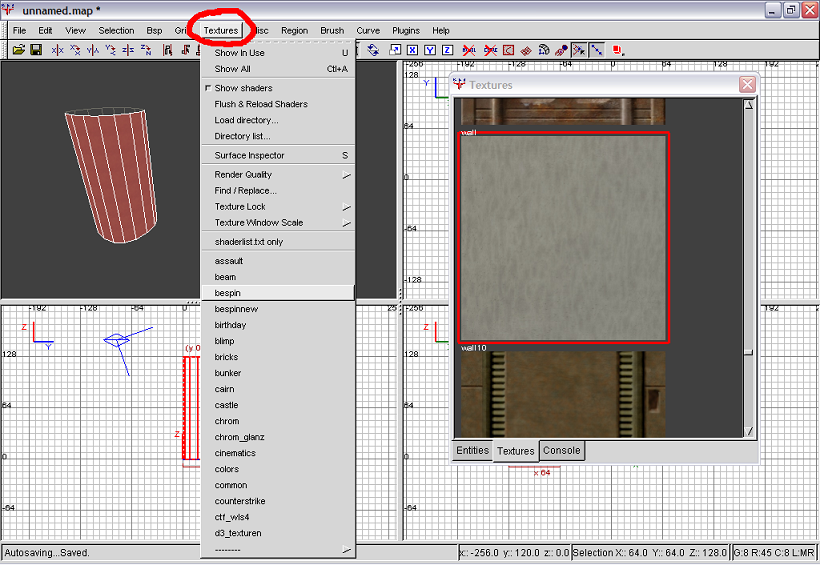 unnamed.map *
File Edit View Selection Bsp Textures Region Brush Curve Plugins Help
Show In Use U
Show All Ctl+A
Show shaders
Flush & Reload Shaders
Load directory...
Directory list...
Surface Inspector S
Render Quality
Find / Replace...
Texture Lock
Texture Window Scale
shaderlist.txt only
assault
beam
bespin
bespinnew
birthday
blimp
bricks
bunker
cairn
castle
chrom
chrom_glanz
cinematics
colors
common
counterstrike
ctf_wls4
d3_texturen
--------
Textures
wall
wall10
Entities Textures Console
-192 -128 -64 0
Z
Y
(y 0
128
64
0
-64
Z
25
-256 -192
128
Y
64
0
-64
-128
-192
Z
x 64
Autosaving...Saved.
x:: -256.0 y:: 120.0 z:: 0.0
Selection X:: 64.0 Y:: 64.0 Z:: 128.0
G:8 R:45 C:8 L:MR